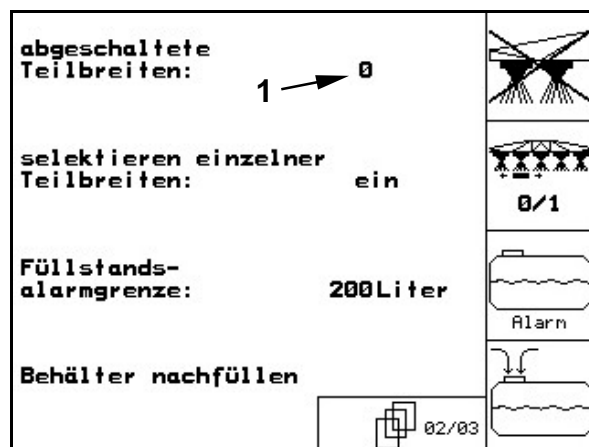 abgeschaltete
Teilbreiten: 0
1
selektieren einzelner
Teilbreiten: ein
0/1
Füllstands-
alarmgrenze: 200Liter
Alarm
Behälter nachfüllen
02/03